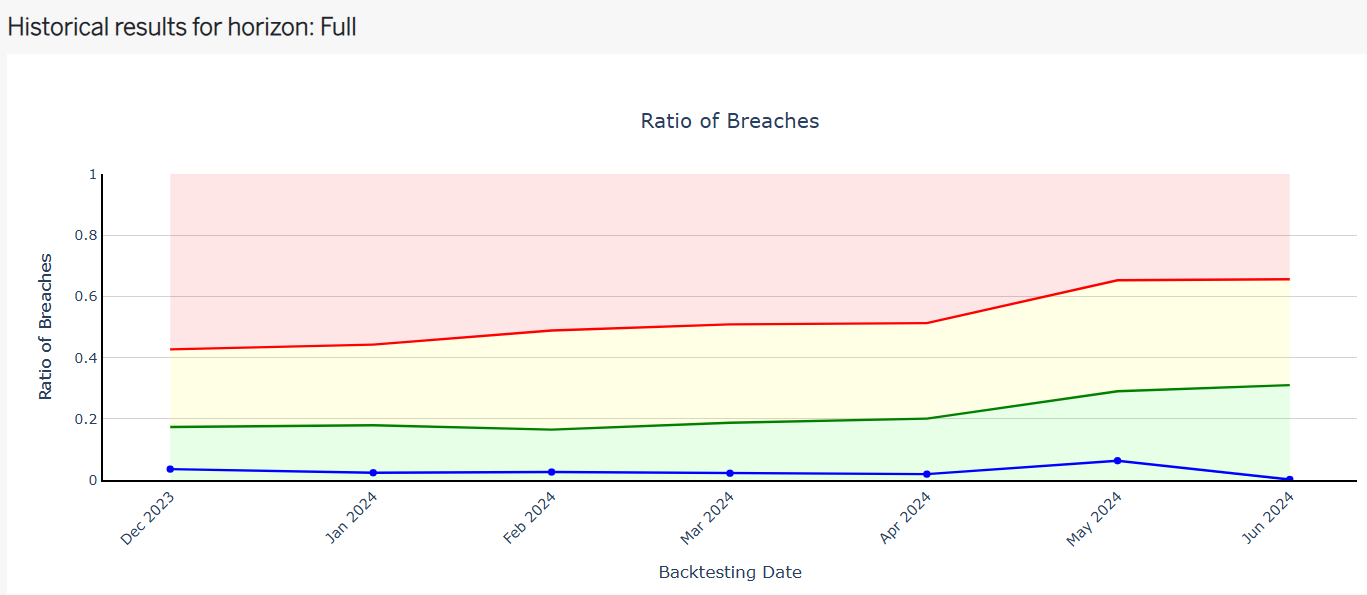 Historical results for horizon: Full
Ratio of Breaches
1
0.8
0.6
0.4
0.2
0
Ratio of Breaches
Dec 2023
Jan 2024
Feb 2024
Mar 2024
Apr 2024
May 2024
Jun 2024
Backtesting Date